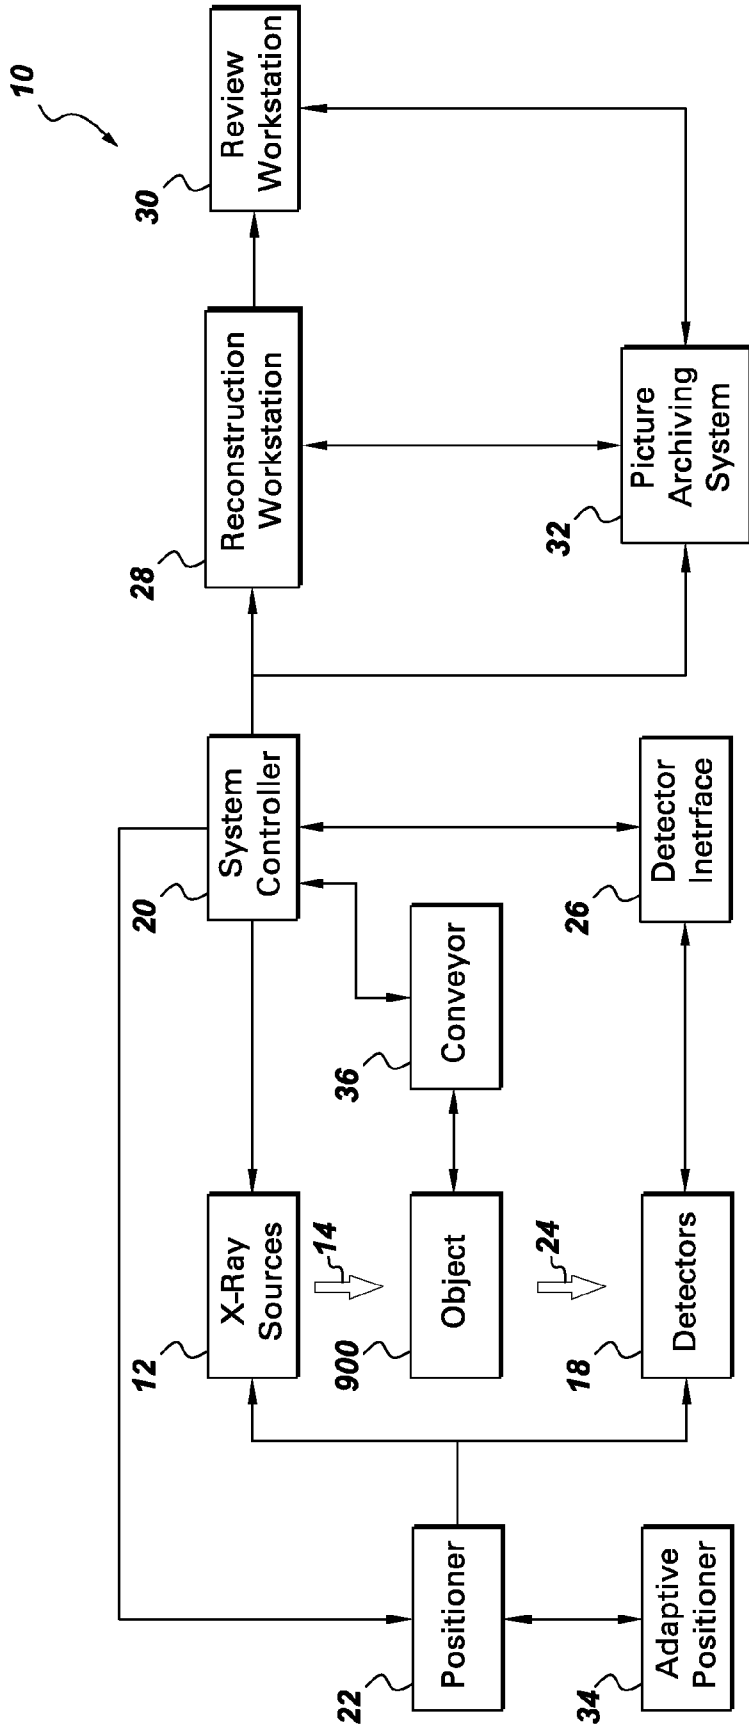 10
X-Ray
Sources
12
System
Controller
20
Reconstruction
Workstation
28
Review
Workstation
30
14
Positioner
22
Object
900
Conveyor
36
24
Adaptive
Positioner
34
Detectors
18
Detector
Inetrface
26
Picture
Archiving
System
32